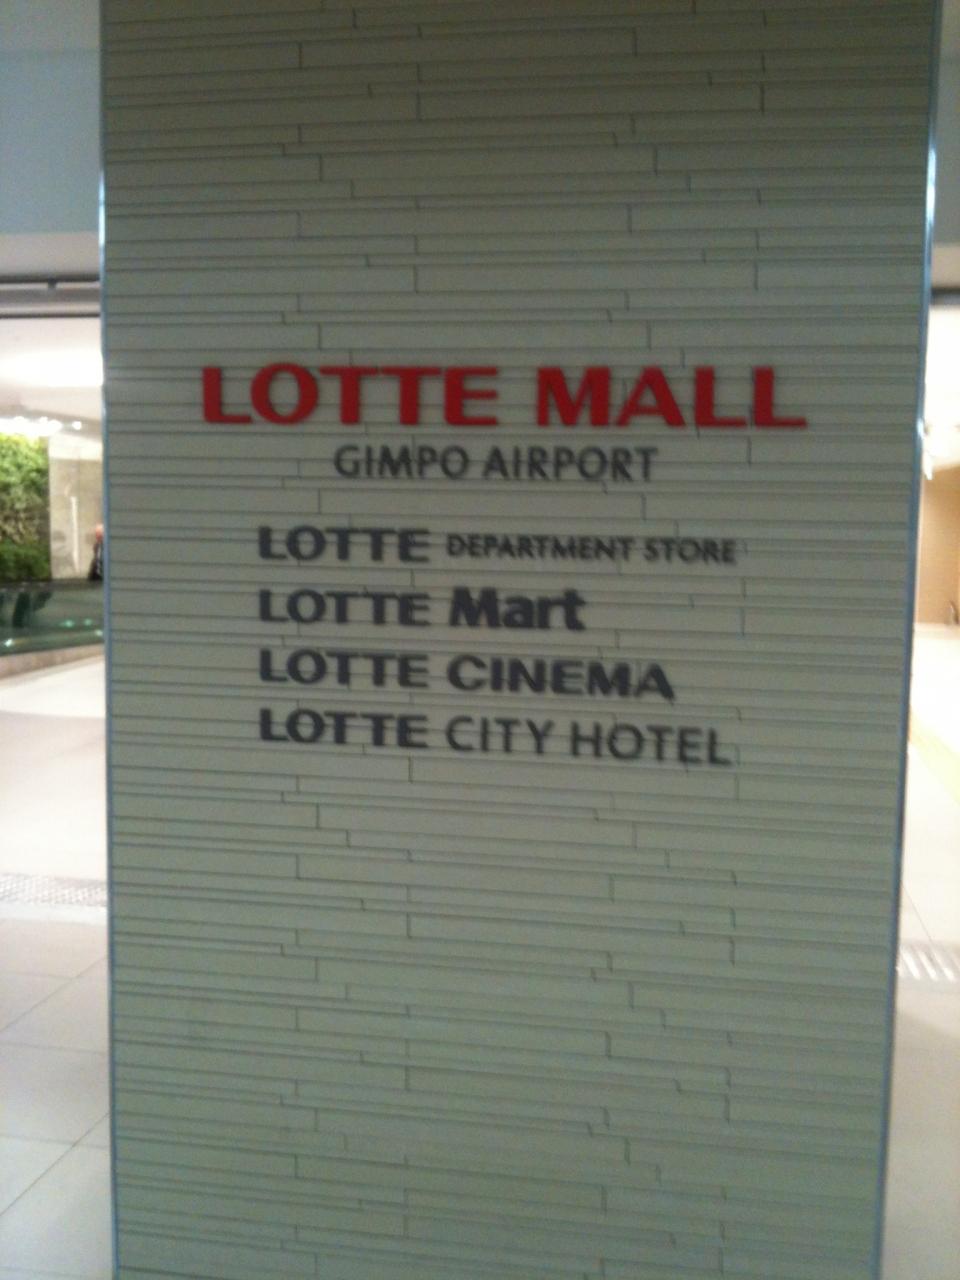 LOTTE MALL
GIMPO AIRPORT
LOTTE DEPARTMENT STORE
LOTTE Mart
LOTTE CINEMA
LOTTE CITY HOTEL